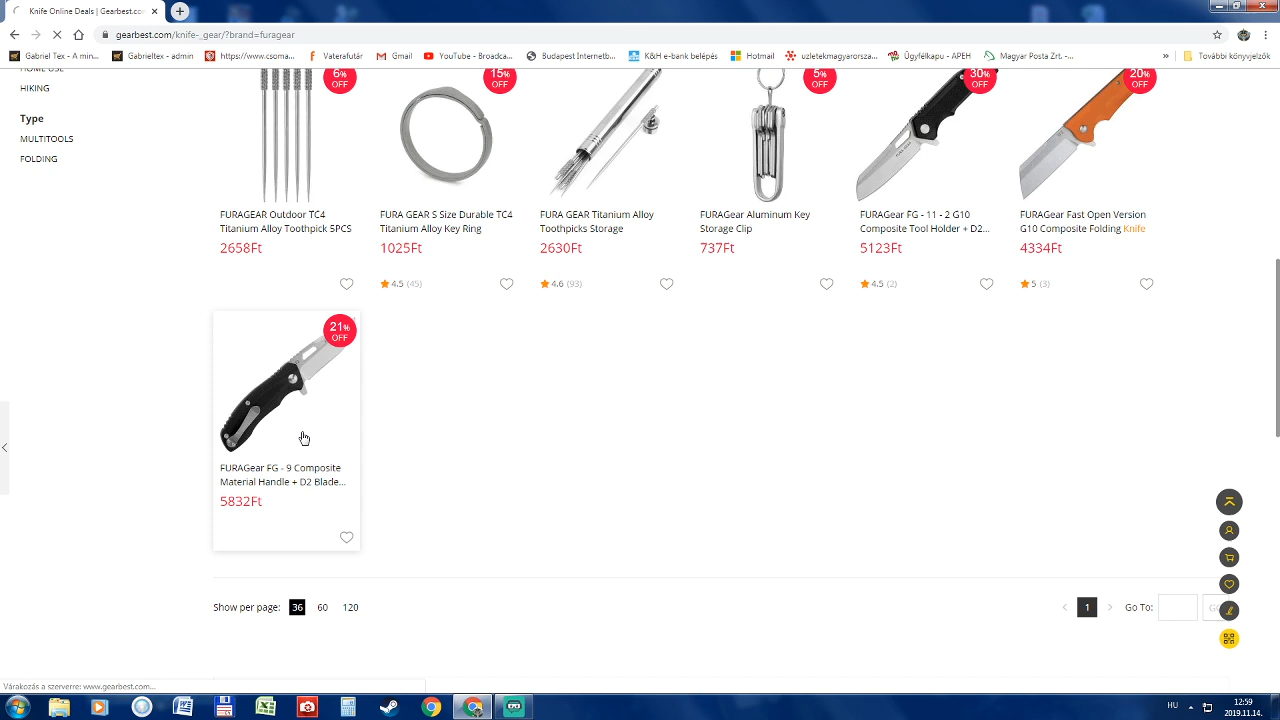 Knife Online Deals | Gearbest.com
gearbest.com/knife-_gear/?brand=furagear
Gabriel Tex - A min...
Gabrieltex - admin
https://www.csoma...
Vaterafutár
Gmail
YouTube - Broadca...
Budapest Internetb...
K&H e-bank belépés
Hotmail
uzletekmagyarorsza...
Ügyfélkapu - APEH
Magyar Posta Zrt. -...
»
További könyvjelzők
HOME USE
HIKING
Type
MULTITOOLS
FOLDING
6% OFF
15% OFF
5% OFF
30% OFF
20% OFF
FURAGEAR Outdoor TC4
Titanium Alloy Toothpick 5PCS
2658Ft
FURA GEAR S Size Durable TC4
Titanium Alloy Key Ring
1025Ft
4.5 (45)
FURA GEAR Titanium Alloy
Toothpicks Storage
2630Ft
4.6 (93)
FURAGear Aluminum Key
Storage Clip
737Ft
FURAGear FG - 11 - 2 G10
Composite Tool Holder + D2...
5123Ft
4.5 (2)
FURAGear Fast Open Version
G10 Composite Folding Knife
4334Ft
5 (3)
21% OFF
FURAGear FG - 9 Composite
Material Handle + D2 Blade...
5832Ft
Show per page: 36 60 120
< 1 > Go To:
Várakozás a szerverre: www.gearbest.com...
HU
12:59
2019.11.14.